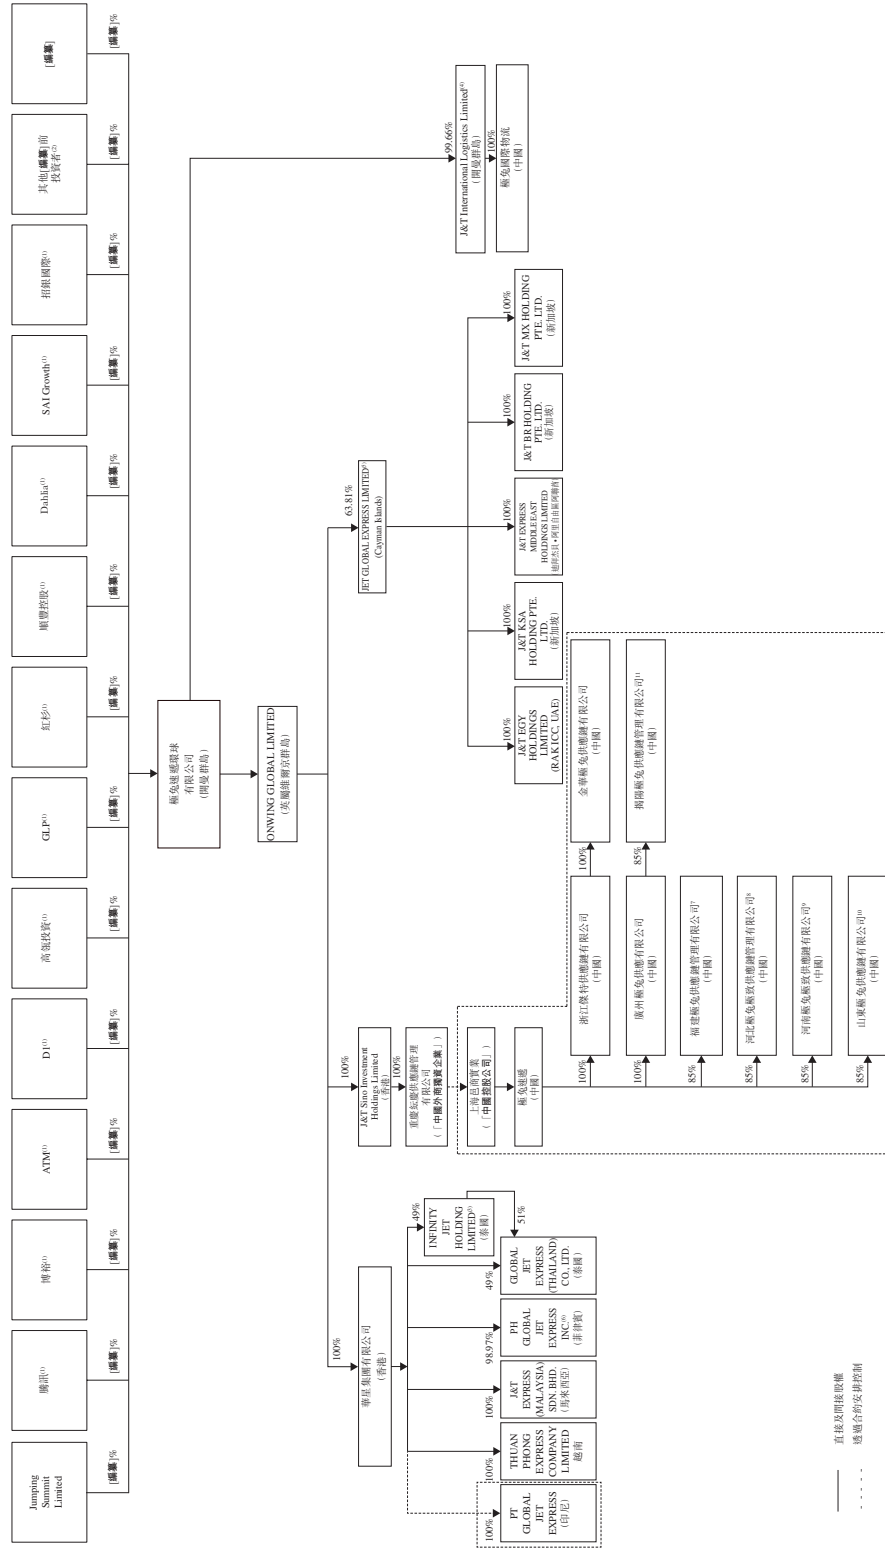 Jumping
Summit
Limited
騰訊(1)
博裕(1)
ATM(1)
D1(1)
高瓴投資(1)
GLP(1)
紅杉(1)
順豐控股(1)
Dahlia(1)
SAI Growth(1)
招銀國際(1)
其他[編纂]前
投資者(2)
[編纂]
[編纂]%
[編纂]%
[編纂]%
[編纂]%
[編纂]%
[編纂]%
[編纂]%
[編纂]%
[編纂]%
[編纂]%
[編纂]%
[編纂]%
[編纂]%
[編纂]%
極兔速遞環球
有限公司
(開曼群島)
ONWING GLOBAL LIMITED
(英屬維爾京群島)
100%
100%
63.81%
99.66%
華星集團有限公司
(香港)
J&T Sino Investment
Holdings Limited
(香港)
JET GLOBAL EXPRESS LIMITED(5)
(Cayman Islands)
J&T International Logistics Limited(4)
(開曼群島)
100%
極兔國際物流
(中國)
100%
重慶紜慶供應鏈管理
有限公司
(「中國外商獨資企業」)
上海邑商實業
(「中國控股公司」)
極兔速遞
(中國)
49%
INFINITY
JET
HOLDING
LIMITED(3)
(泰國)
51%
100%
100%
100%
98.97%
49%
PT
GLOBAL
JET
EXPRESS
(印尼)
THUAN
PHONG
EXPRESS
COMPANY
LIMITED
越南
J&T
EXPRESS
(MALAYSIA)
SDN. BHD.
(馬來西亞)
PH
GLOBAL
JET
EXPRESS
INC.(6)
(菲律賓)
GLOBAL
JET
EXPRESS
(THAILAND)
CO., LTD.
(泰國)
100%
100%
100%
100%
100%
J&T EGY
HOLDINGS
LIMITED
(RAK ICC, UAE)
J&T KSA
HOLDING PTE.
LTD.
(新加坡)
J&T EXPRESS
MIDDLE EAST
HOLDINGS LIMITED
J&T BR HOLDING
PTE. LTD.
(新加坡)
J&T MX HOLDING
PTE. LTD.
(新加坡)
100%
浙江傑特供應鏈有限公司
(中國)
100%
金華極兔供應鏈有限公司
(中國)
100%
廣州極兔供應有限公司
(中國)
85%
揭陽極兔供應鏈管理有限公司11
(中國)
85%
福建極兔供應鏈管理有限公司7
(中國)
85%
河北極兔極致供應鏈管理有限公司8
(中國)
85%
河南極兔極致供應鏈有限公司9
(中國)
85%
山東極兔供應鏈有限公司10
(中國)
直接及間接股權
透過合約安排控制